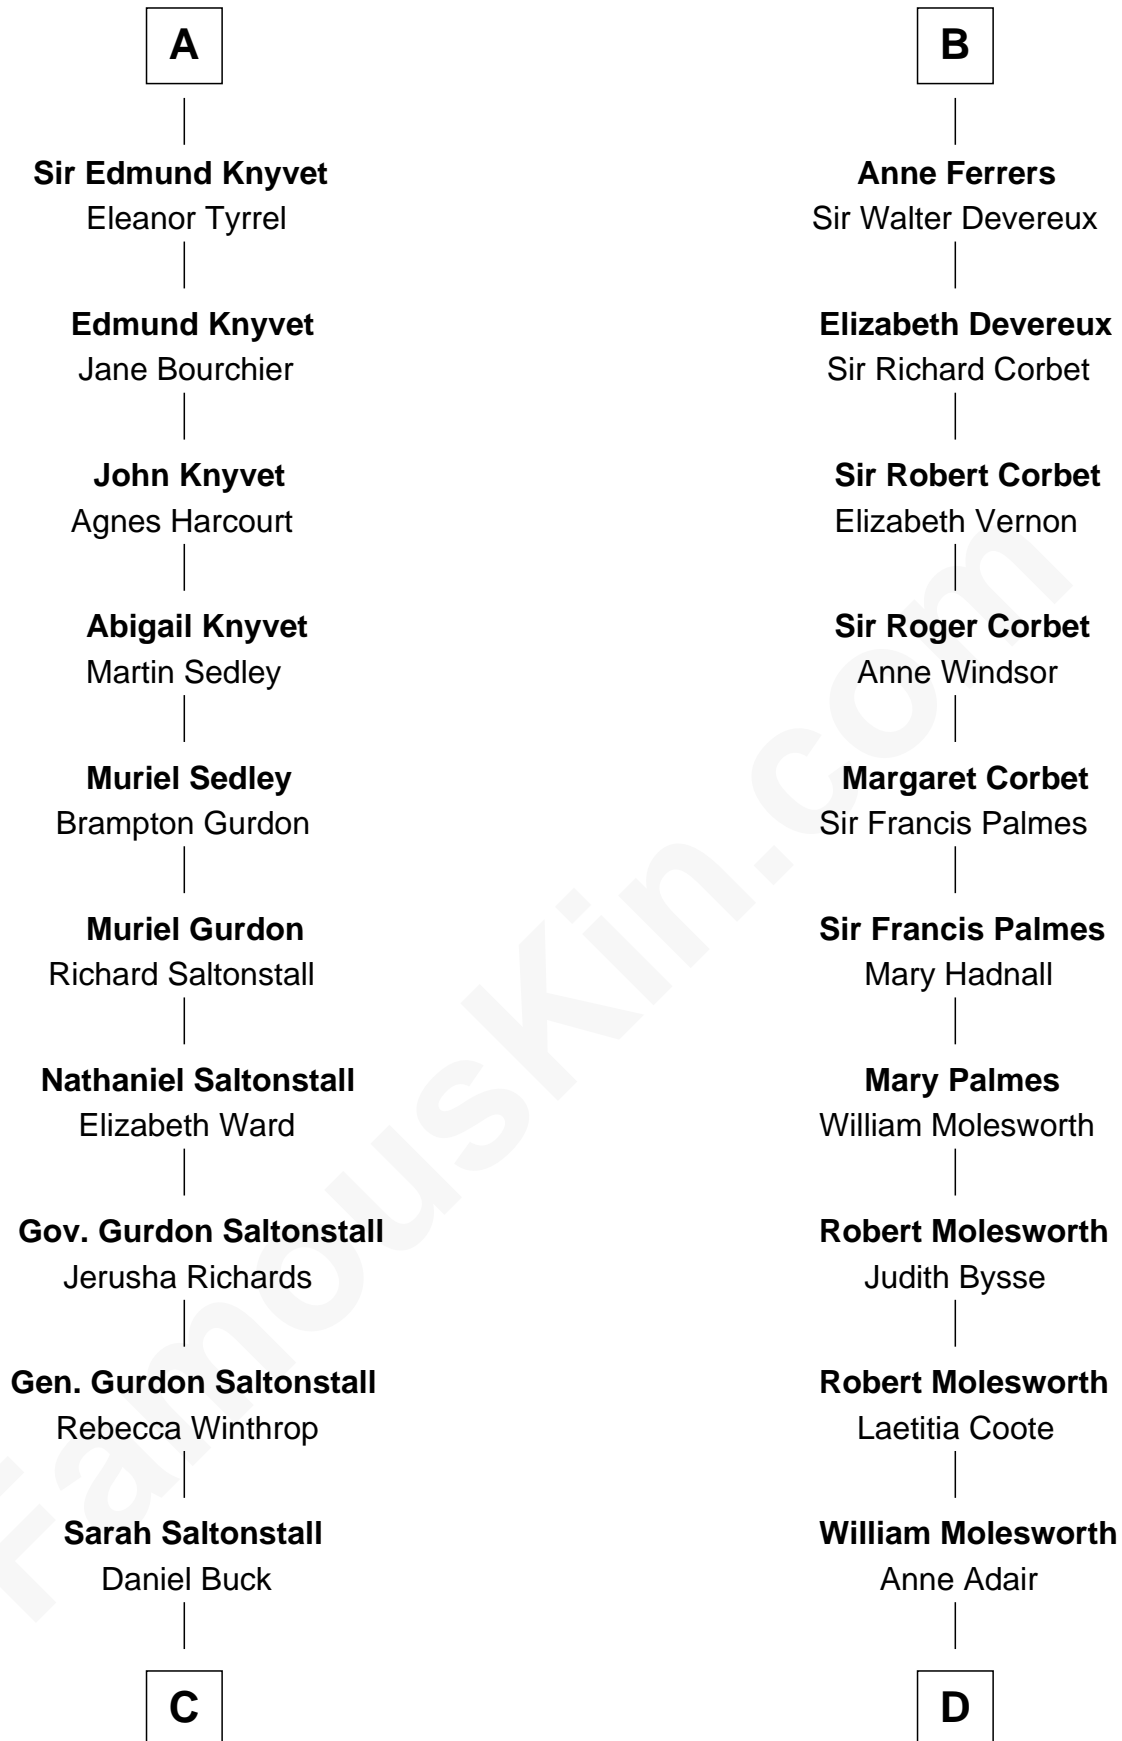 A
Sir Edmund Knyvet
Eleanor Tyrrel
Edmund Knyvet
Jane Bourchier
John Knyvet
Agnes Harcourt
Abigail Knyvet
Martin Sedley
Muriel Sedley
Brampton Gurdon
Muriel Gurdon
Richard Saltonstall
Nathaniel Saltonstall
Elizabeth Ward
Gov. Gurdon Saltonstall
Jerusha Richards
Gen. Gurdon Saltonstall
Rebecca Winthrop
Sarah Saltonstall
Daniel Buck
C
B
Anne Ferrers
Sir Walter Devereux
Elizabeth Devereux
Sir Richard Corbet
Sir Robert Corbet
Elizabeth Vernon
Sir Roger Corbet
Anne Windsor
Margaret Corbet
Sir Francis Palmes
Sir Francis Palmes
Mary Hadnall
Mary Palmes
William Molesworth
Robert Molesworth
Judith Bysse
Robert Molesworth
Laetitia Coote
William Molesworth
Anne Adair
D
FamousKin.com